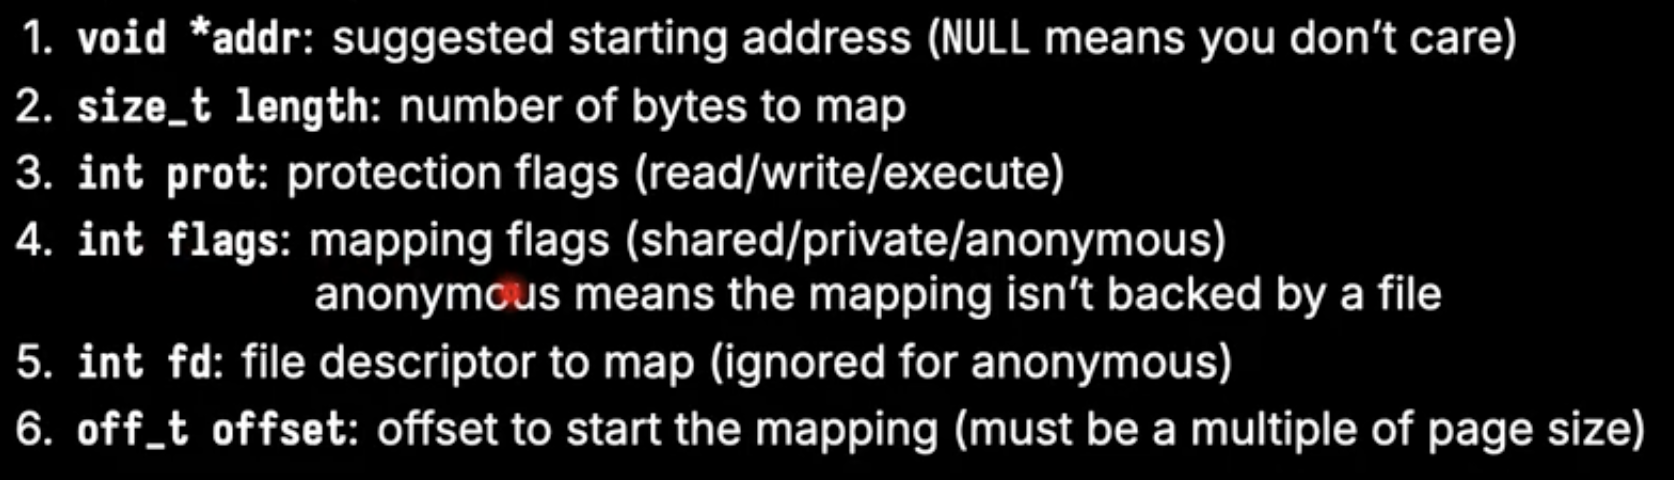 1. void *addr: suggested starting address (NULL means you don’t care)
2. size_t length: number of bytes to map
3. int prot: protection flags (read/write/execute)
4. int flags: mapping flags (shared/private/anonymous)
anonymous means the mapping isn’t backed by a file
5. int fd: file descriptor to map (ignored for anonymous)
6. off_t offset: offset to start the mapping (must be a multiple of page size)